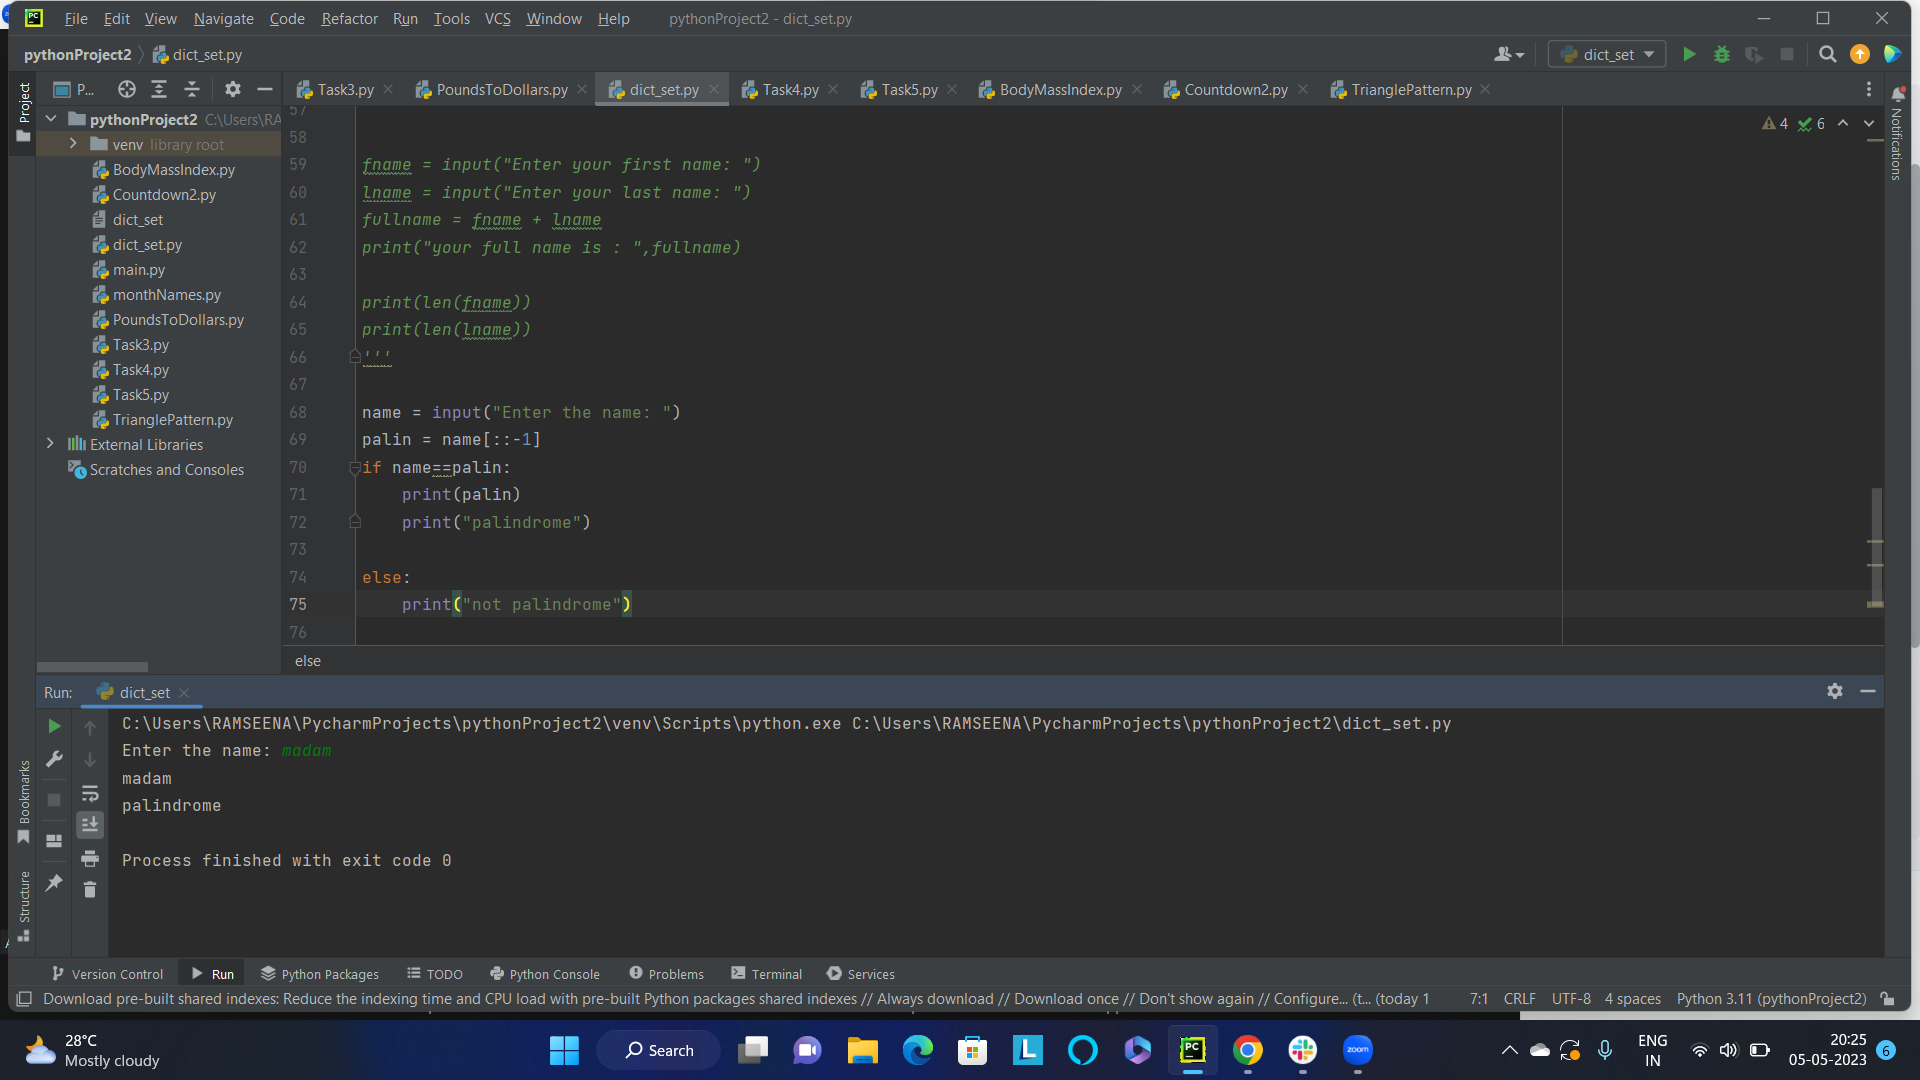 PC File Edit View Navigate Code Refactor Run Tools VCS Window Help pythonProject2 - dict_set.py
pythonProject2 dict_set.py
dict_set
Project
P...
Task3.py PoundsToDollars.py dict_set.py Task4.py Task5.py BodyMassIndex.py Countdown2.py TrianglePattern.py
Notifications
pythonProject2 C:\Users\RA
venv library root
BodyMassIndex.py
Countdown2.py
dict_set
dict_set.py
main.py
monthNames.py
PoundsToDollars.py
Task3.py
Task4.py
Task5.py
TrianglePattern.py
External Libraries
Scratches and Consoles
4 6
57
58
59 fname = input("Enter your first name: ")
60 lname = input("Enter your last name: ")
61 fullname = fname + lname
62 print("your full name is : ",fullname)
63
64 print(len(fname))
65 print(len(lname))
66 '''
67
68 name = input("Enter the name: ")
69 palin = name[::-1]
70 if name==palin:
71 print(palin)
72 print("palindrome")
73
74 else:
75 print("not palindrome")
76
else
Run: dict_set
C:\Users\RAMSEENA\PycharmProjects\pythonProject2\venv\Scripts\python.exe C:\Users\RAMSEENA\PycharmProjects\pythonProject2\dict_set.py
Enter the name: madam
madam
palindrome
Process finished with exit code 0
Bookmarks
Structure
Version Control Run Python Packages TODO Python Console Problems Terminal Services
Download pre-built shared indexes: Reduce the indexing time and CPU load with pre-built Python packages shared indexes // Always download // Download once // Don't show again // Configure... (t... (today 1 7:1 CRLF UTF-8 4 spaces Python 3.11 (pythonProject2)
28°C
Mostly cloudy
Search
L
PC
zoom
ENG
IN
20:25
05-05-2023
6